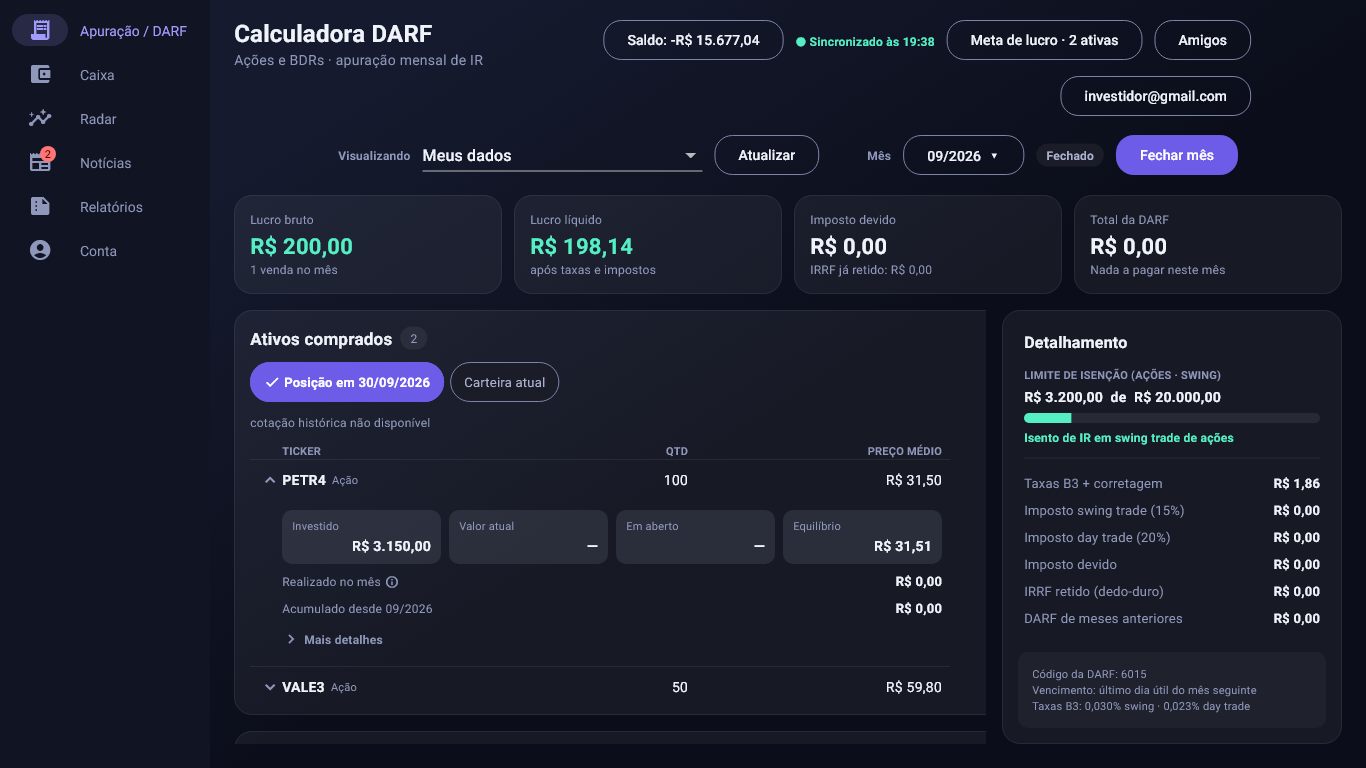 Apuração / DARF
Caixa
Radar
2
Notícias
Relatórios
Conta
Calculadora DARF
Ações e BDRs · apuração mensal de IR
Saldo: -R$ 15.677,04
Sincronizado às 19:38
Meta de lucro · 2 ativas
Amigos
investidor@gmail.com
Visualizando
Meus dados
Atualizar
Mês
09/2026
Fechado
Fechar mês
Lucro bruto
R$ 200,00
1 venda no mês
Lucro líquido
R$ 198,14
após taxas e impostos
Imposto devido
R$ 0,00
IRRF já retido: R$ 0,00
Total da DARF
R$ 0,00
Nada a pagar neste mês
Ativos comprados 2
Posição em 30/09/2026
Carteira atual
cotação histórica não disponível
TICKER QTD PREÇO MÉDIO
PETR4 Ação 100 R$ 31,50
Investido
R$ 3.150,00
Valor atual
—
Em aberto
—
Equilíbrio
R$ 31,51
Realizado no mês R$ 0,00
Acumulado desde 09/2026 R$ 0,00
Mais detalhes
VALE3 Ação 50 R$ 59,80
Detalhamento
LIMITE DE ISENÇÃO (AÇÕES · SWING)
R$ 3.200,00 de R$ 20.000,00
Isento de IR em swing trade de ações
Taxas B3 + corretagem R$ 1,86
Imposto swing trade (15%) R$ 0,00
Imposto day trade (20%) R$ 0,00
Imposto devido R$ 0,00
IRRF retido (dedo-duro) R$ 0,00
DARF de meses anteriores R$ 0,00
Código da DARF: 6015
Vencimento: último dia útil do mês seguinte
Taxas B3: 0,030% swing · 0,023% day trade